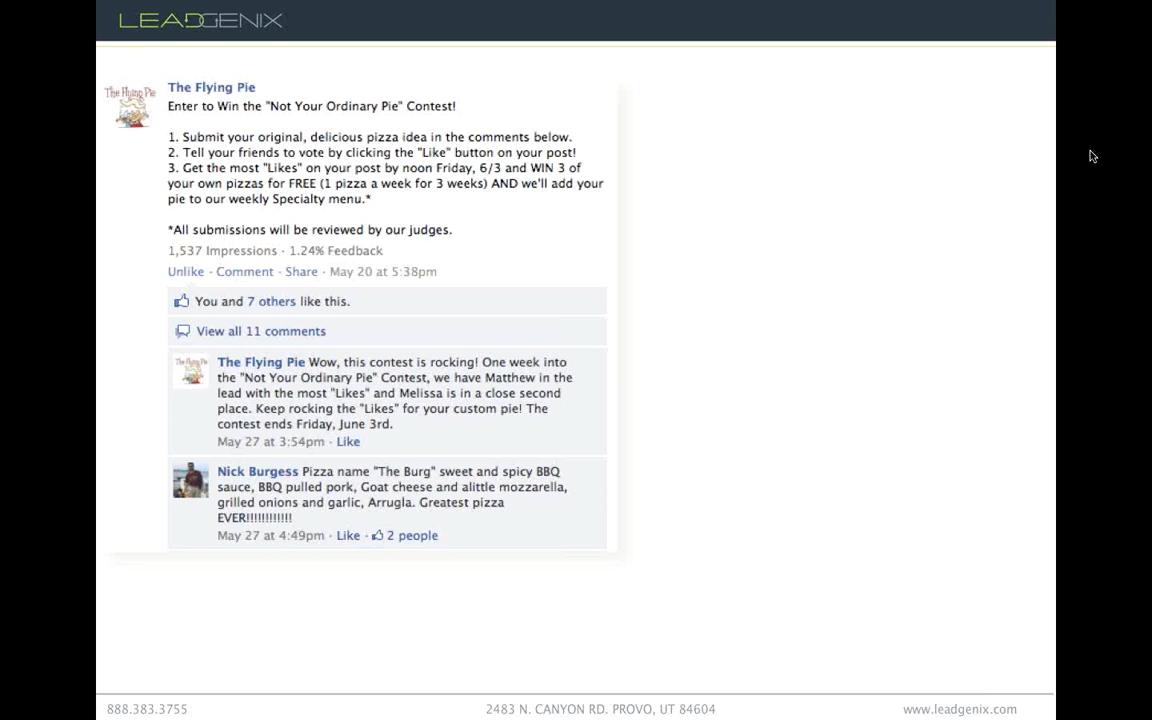 LEADGENIX
The Flying Pie
The Flying Pie
Enter to Win the "Not Your Ordinary Pie" Contest!
1. Submit your original, delicious pizza idea in the comments below.
2. Tell your friends to vote by clicking the "Like" button on your post!
3. Get the most "Likes" on your post by noon Friday, 6/3 and WIN 3 of
your own pizzas for FREE (1 pizza a week for 3 weeks) AND we'll add your
pie to our weekly Specialty menu.*
*All submissions will be reviewed by our judges.
1,537 Impressions · 1.24% Feedback
Unlike · Comment · Share · May 20 at 5:38pm
You and 7 others like this.
View all 11 comments
The Flying Pie
The Flying Pie Wow, this contest is rocking! One week into
the "Not Your Ordinary Pie" Contest, we have Matthew in the
lead with the most "Likes" and Melissa is in a close second
place. Keep rocking the "Likes" for your custom pie! The
contest ends Friday, June 3rd.
May 27 at 3:54pm · Like
Nick Burgess Pizza name "The Burg" sweet and spicy BBQ
sauce, BBQ pulled pork, Goat cheese and alittle mozzarella,
grilled onions and garlic, Arrugla. Greatest pizza
EVER!!!!!!!!!!!!
May 27 at 4:49pm · Like · 2 people
888.383.3755
2483 N. CANYON RD. PROVO, UT 84604
www.leadgenix.com